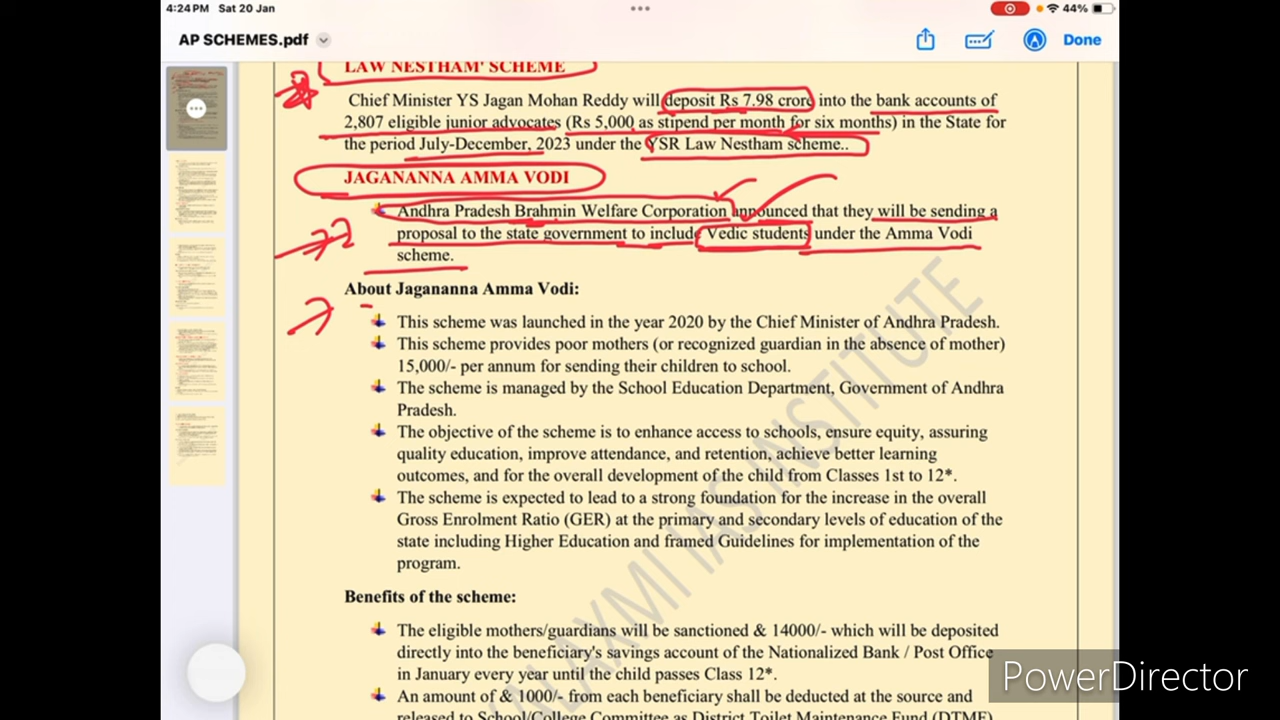 4:24 PM Sat 20 Jan
44%
AP SCHEMES.pdf
Done
LAW NESTHAM' SCHEME
Chief Minister YS Jagan Mohan Reddy will deposit Rs 7.98 crore into the bank accounts of
2,807 eligible junior advocates (Rs 5,000 as stipend per month for six months) in the State for
the period July-December, 2023 under the YSR Law Nestham scheme..
JAGANANNA AMMA VODI
Andhra Pradesh Brahmin Welfare Corporation announced that they will be sending a
proposal to the state government to include Vedic students under the Amma Vodi
scheme.
About Jagananna Amma Vodi:
This scheme was launched in the year 2020 by the Chief Minister of Andhra Pradesh.
This scheme provides poor mothers (or recognized guardian in the absence of mother)
15,000/- per annum for sending their children to school.
The scheme is managed by the School Education Department, Government of Andhra
Pradesh.
The objective of the scheme is to enhance access to schools, ensure equity, assuring
quality education, improve attendance, and retention, achieve better learning
outcomes, and for the overall development of the child from Classes 1st to 12*.
The scheme is expected to lead to a strong foundation for the increase in the overall
Gross Enrolment Ratio (GER) at the primary and secondary levels of education of the
state including Higher Education and framed Guidelines for implementation of the
program.
Benefits of the scheme:
The eligible mothers/guardians will be sanctioned & 14000/- which will be deposited
directly into the beneficiary's savings account of the Nationalized Bank / Post Office
in January every year until the child passes Class 12*.
An amount of & 1000/- from each beneficiary shall be deducted at the source and
released to School/College Committee as District Toilet Maintenance Fund (DTMF)
LAXMI IAS INSTITUTE
PowerDirector